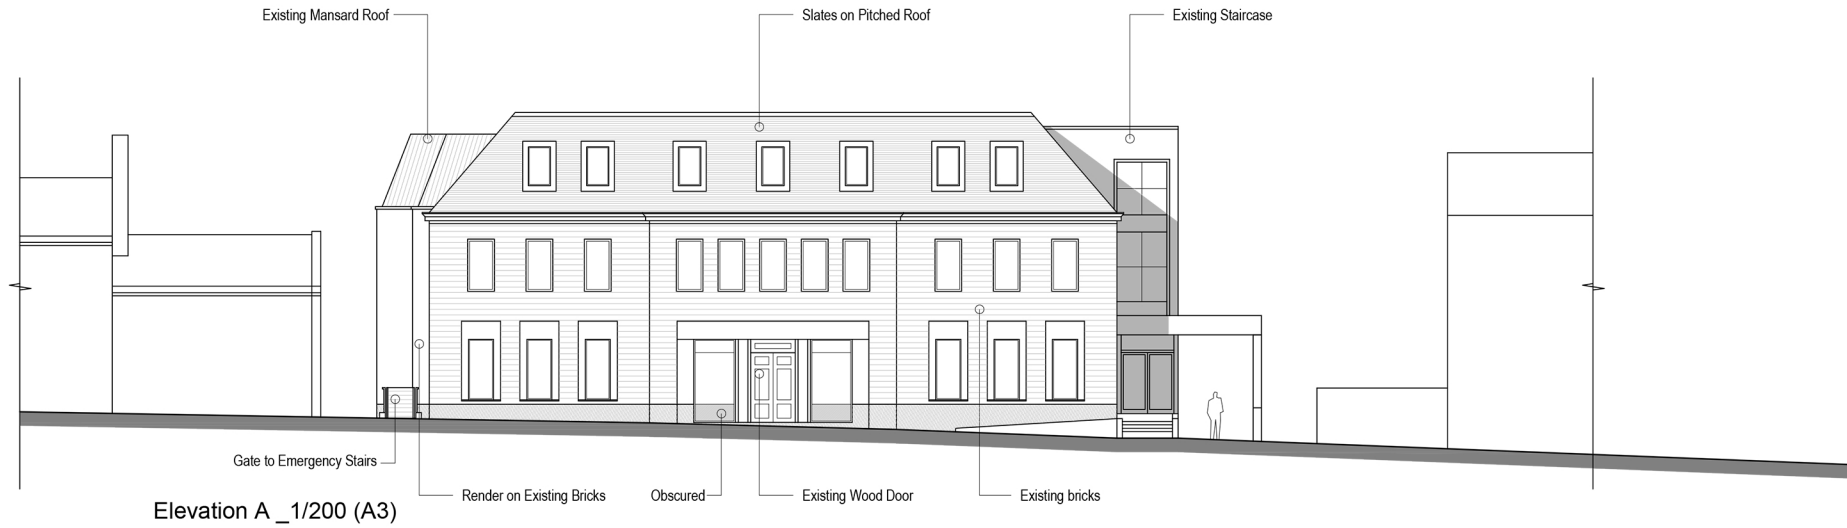 Existing Mansard Roof
Slates on Pitched Roof
Existing Staircase
Gate to Emergency Stairs
Render on Existing Bricks
Obscured
Existing Wood Door
Existing bricks
Elevation A _1/200 (A3)